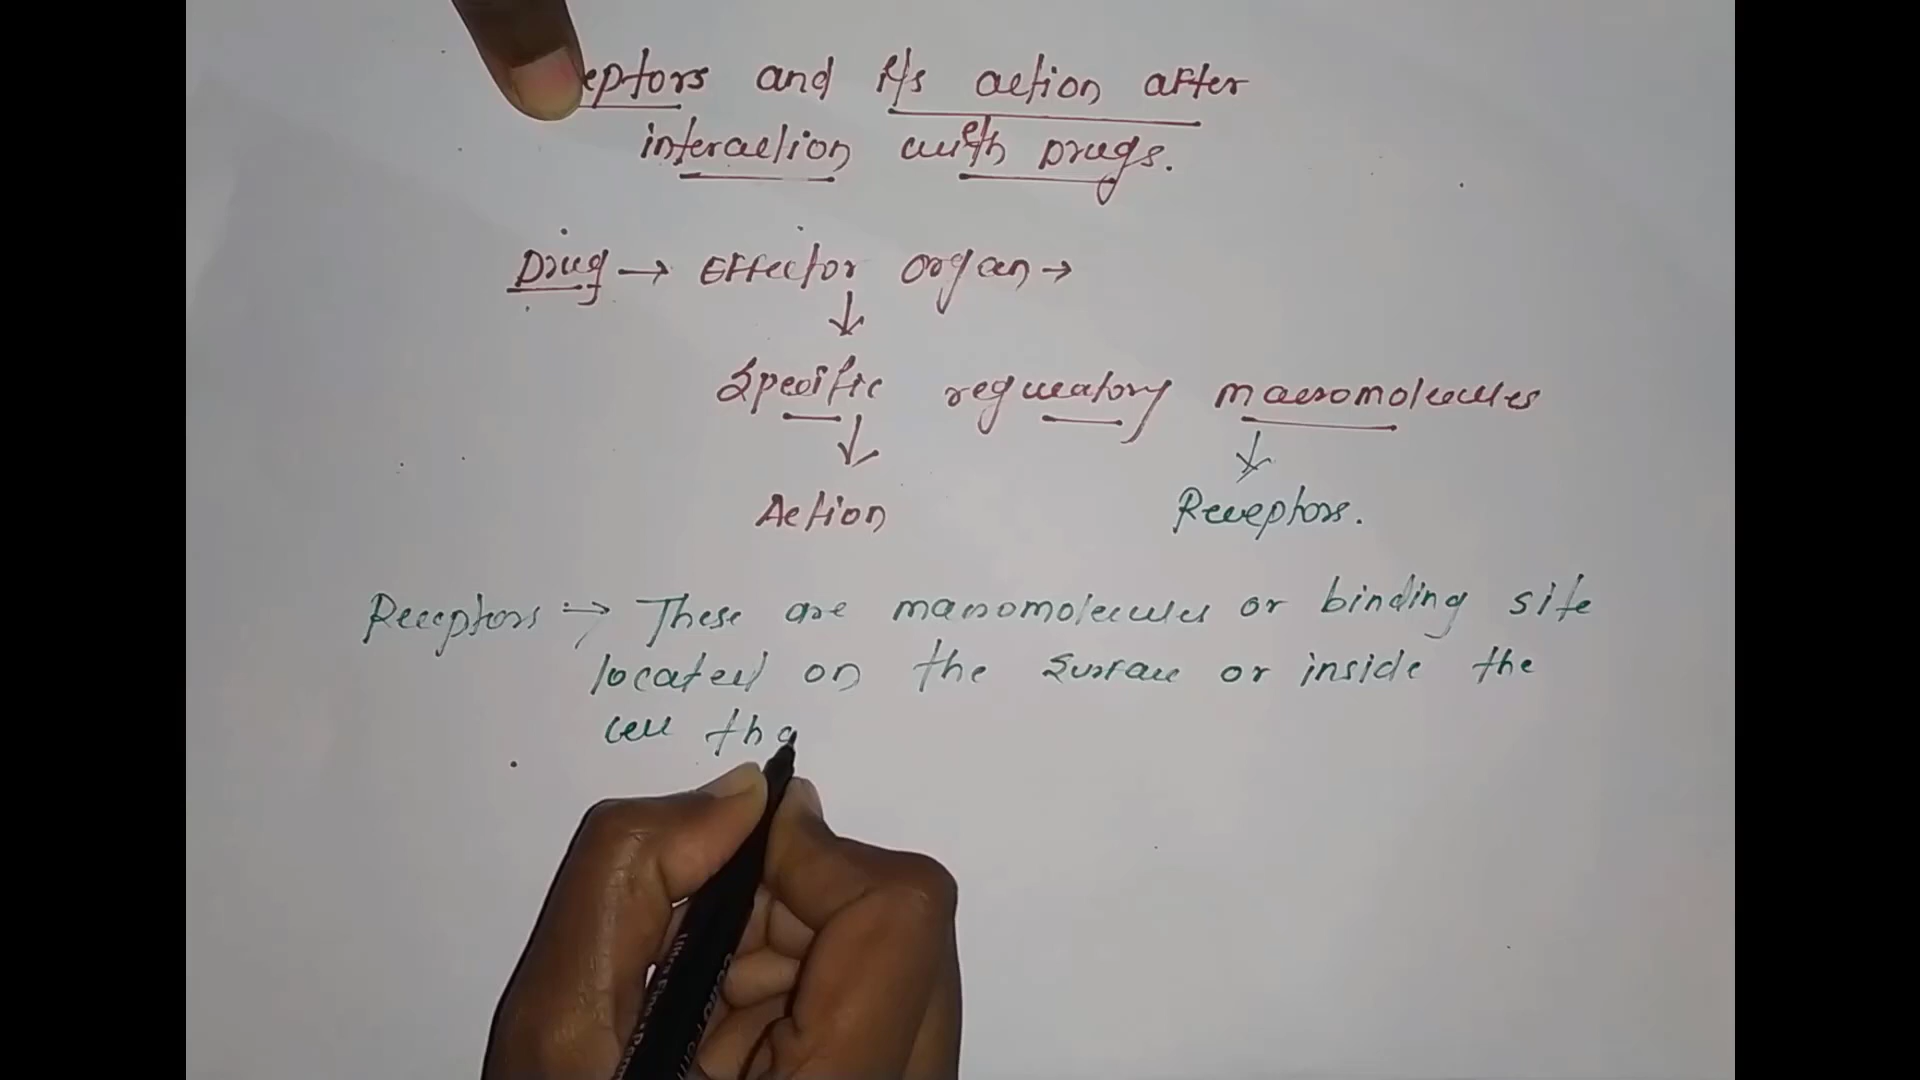 eptors and its action after
interaction with Drugs.
Drug → Effector organ →
↓
Specific regulatory macromolecules
↓ ↓
Action Receptors.
Receptors → These are macromolecules or binding site
located on the surface or inside the
cell tha